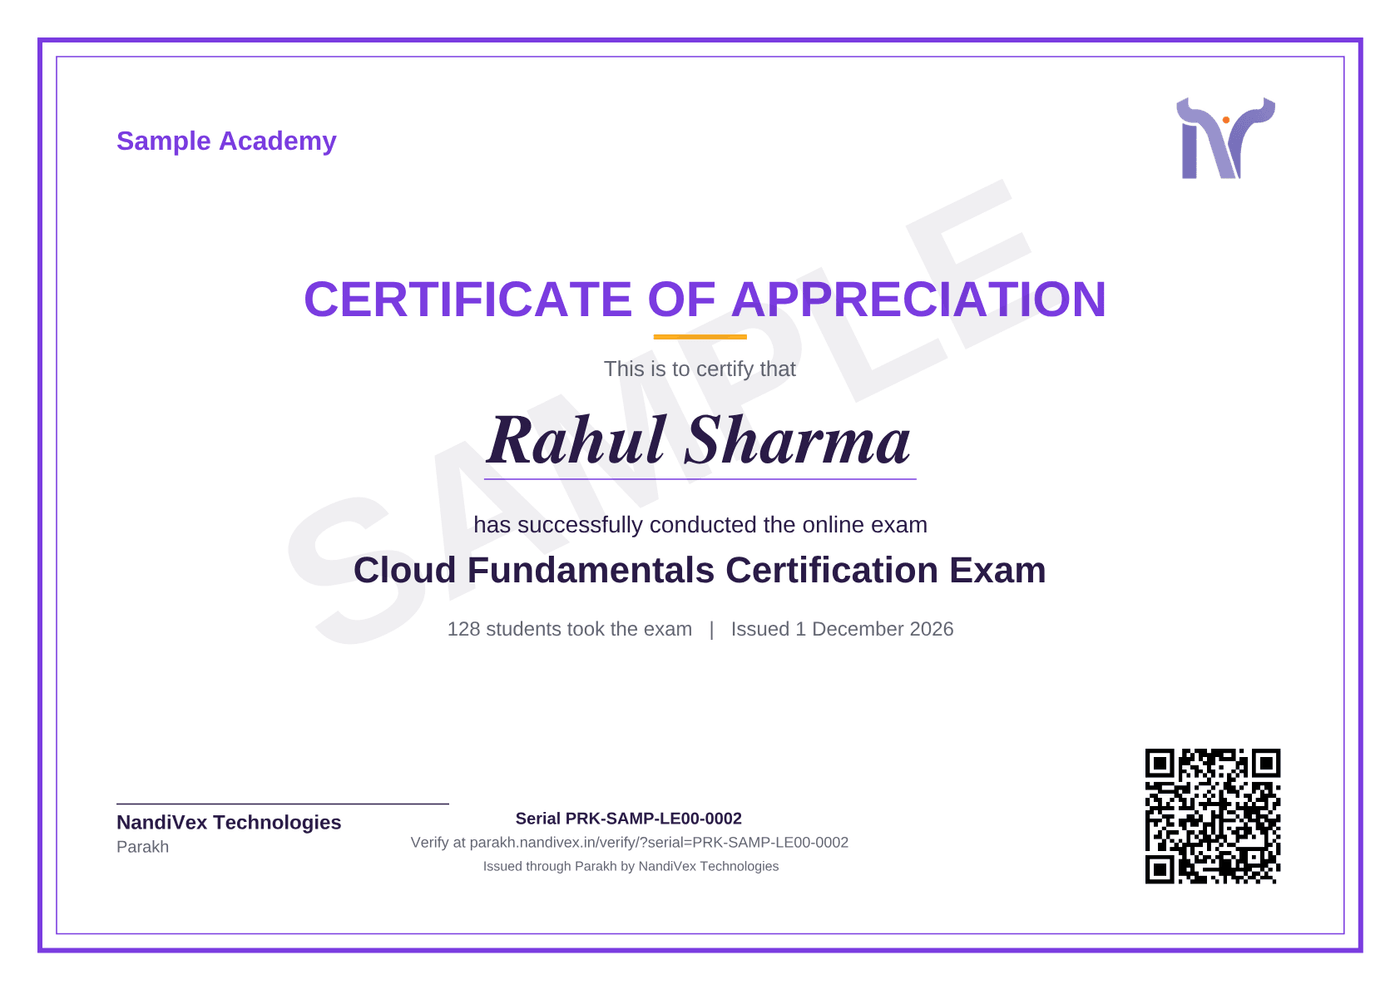 Sample Academy
CERTIFICATE OF APPRECIATION
This is to certify that
Rahul Sharma
has successfully conducted the online exam
Cloud Fundamentals Certification Exam
128 students took the exam | Issued 1 December 2026
SAMPLE
NandiVex Technologies
Parakh
Serial PRK-SAMP-LE00-0002
Verify at parakh.nandivex.in/verify/?serial=PRK-SAMP-LE00-0002
Issued through Parakh by NandiVex Technologies